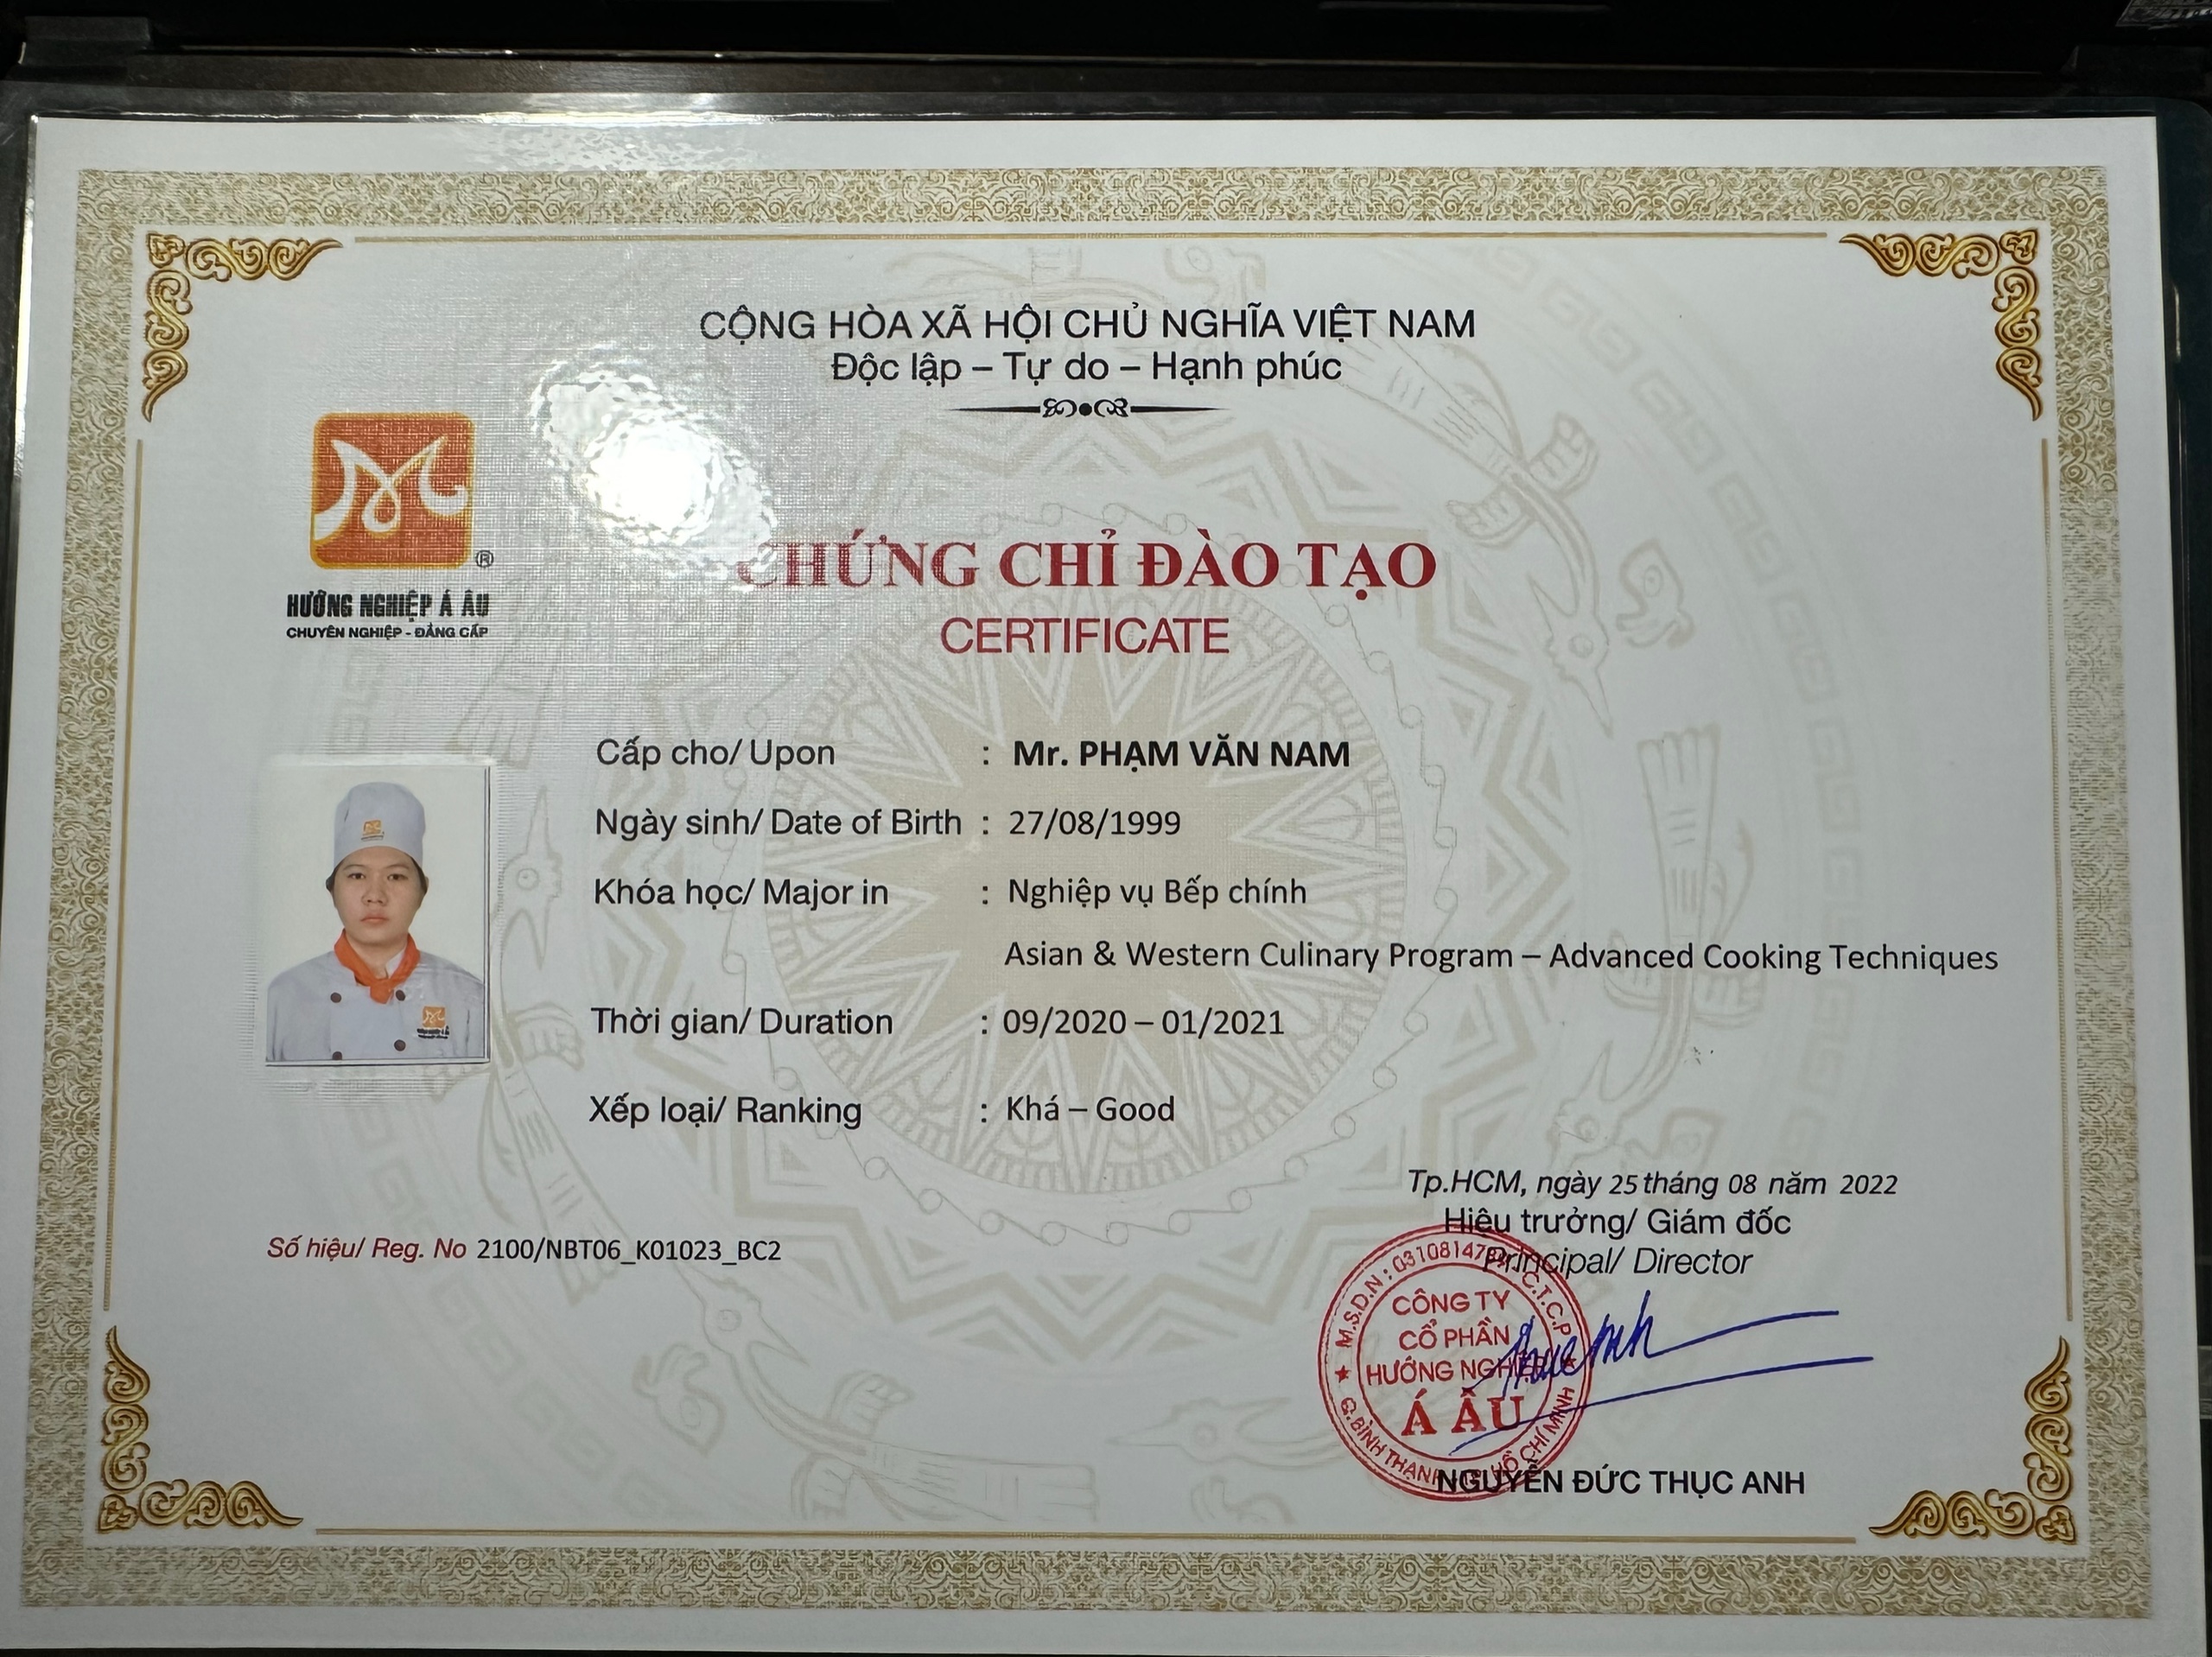 CỘNG HÒA XÃ HỘI CHỦ NGHĨA VIỆT NAM
Độc lập – Tự do – Hạnh phúc
®
HƯỚNG NGHIỆP Á ÂU
CHUYÊN NGHIỆP - ĐẲNG CẤP
CHỨNG CHỈ ĐÀO TẠO
CERTIFICATE
Cấp cho/ Upon : Mr. PHẠM VĂN NAM
Ngày sinh/ Date of Birth : 27/08/1999
Khóa học/ Major in : Nghiệp vụ Bếp chính
Asian & Western Culinary Program – Advanced Cooking Techniques
Thời gian/ Duration : 09/2020 – 01/2021
Xếp loại/ Ranking : Khá – Good
Tp.HCM, ngày 25 tháng 08 năm 2022
Hiệu trưởng/ Giám đốc
Principal/ Director
Số hiệu/ Reg. No 2100/NBT06_K01023_BC2
M.S.D.N: C.T.C.P
CÔNG TY
CỔ PHẦN
HƯỚNG NGHIỆP
Á ÂU
Q.BÌNH THẠNH HỒ CHÍ MINH
NGUYỄN ĐỨC THỤC ANH